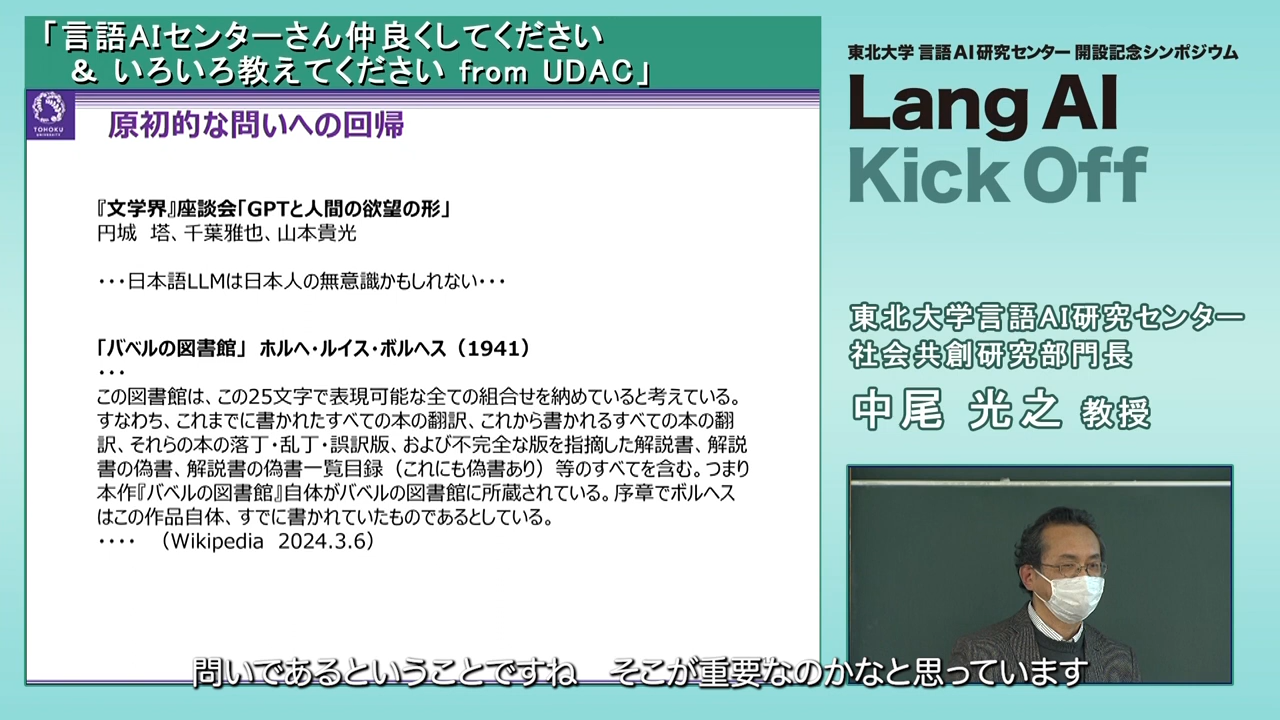 「言語AIセンターさん仲良くしてください
& いろいろ教えてください from UDAC」
TOHOKU
UNIVERSITY
原初的な問いへの回帰
『文学界』座談会「GPTと人間の欲望の形」
円城　塔、千葉雅也、山本貴光
・・・日本語LLMは日本人の無意識かもしれない・・・
「バベルの図書館」 ホルヘ・ルイス・ボルヘス（1941）
・・・
この図書館は、この25文字で表現可能な全ての組合せを納めていると考えている。
すなわち、これまでに書かれたすべての本の翻訳、これから書かれるすべての本の翻
訳、それらの本の落丁・乱丁・誤訳版、および不完全な版を指摘した解説書、解説
書の偽書、解説書の偽書一覧目録（これにも偽書あり）等のすべてを含む。つまり
本作『バベルの図書館』自体がバベルの図書館に所蔵されている。序章でボルヘス
はこの作品自体、すでに書かれていたものであるとしている。
・・・・　（Wikipedia 2024.3.6）
東北大学 言語AI研究センター 開設記念シンポジウム
Lang AI
Kick Off
東北大学言語AI研究センター
社会共創研究部門長
中尾 光之 教授
問いであるということですね　そこが重要なのかなと思っています